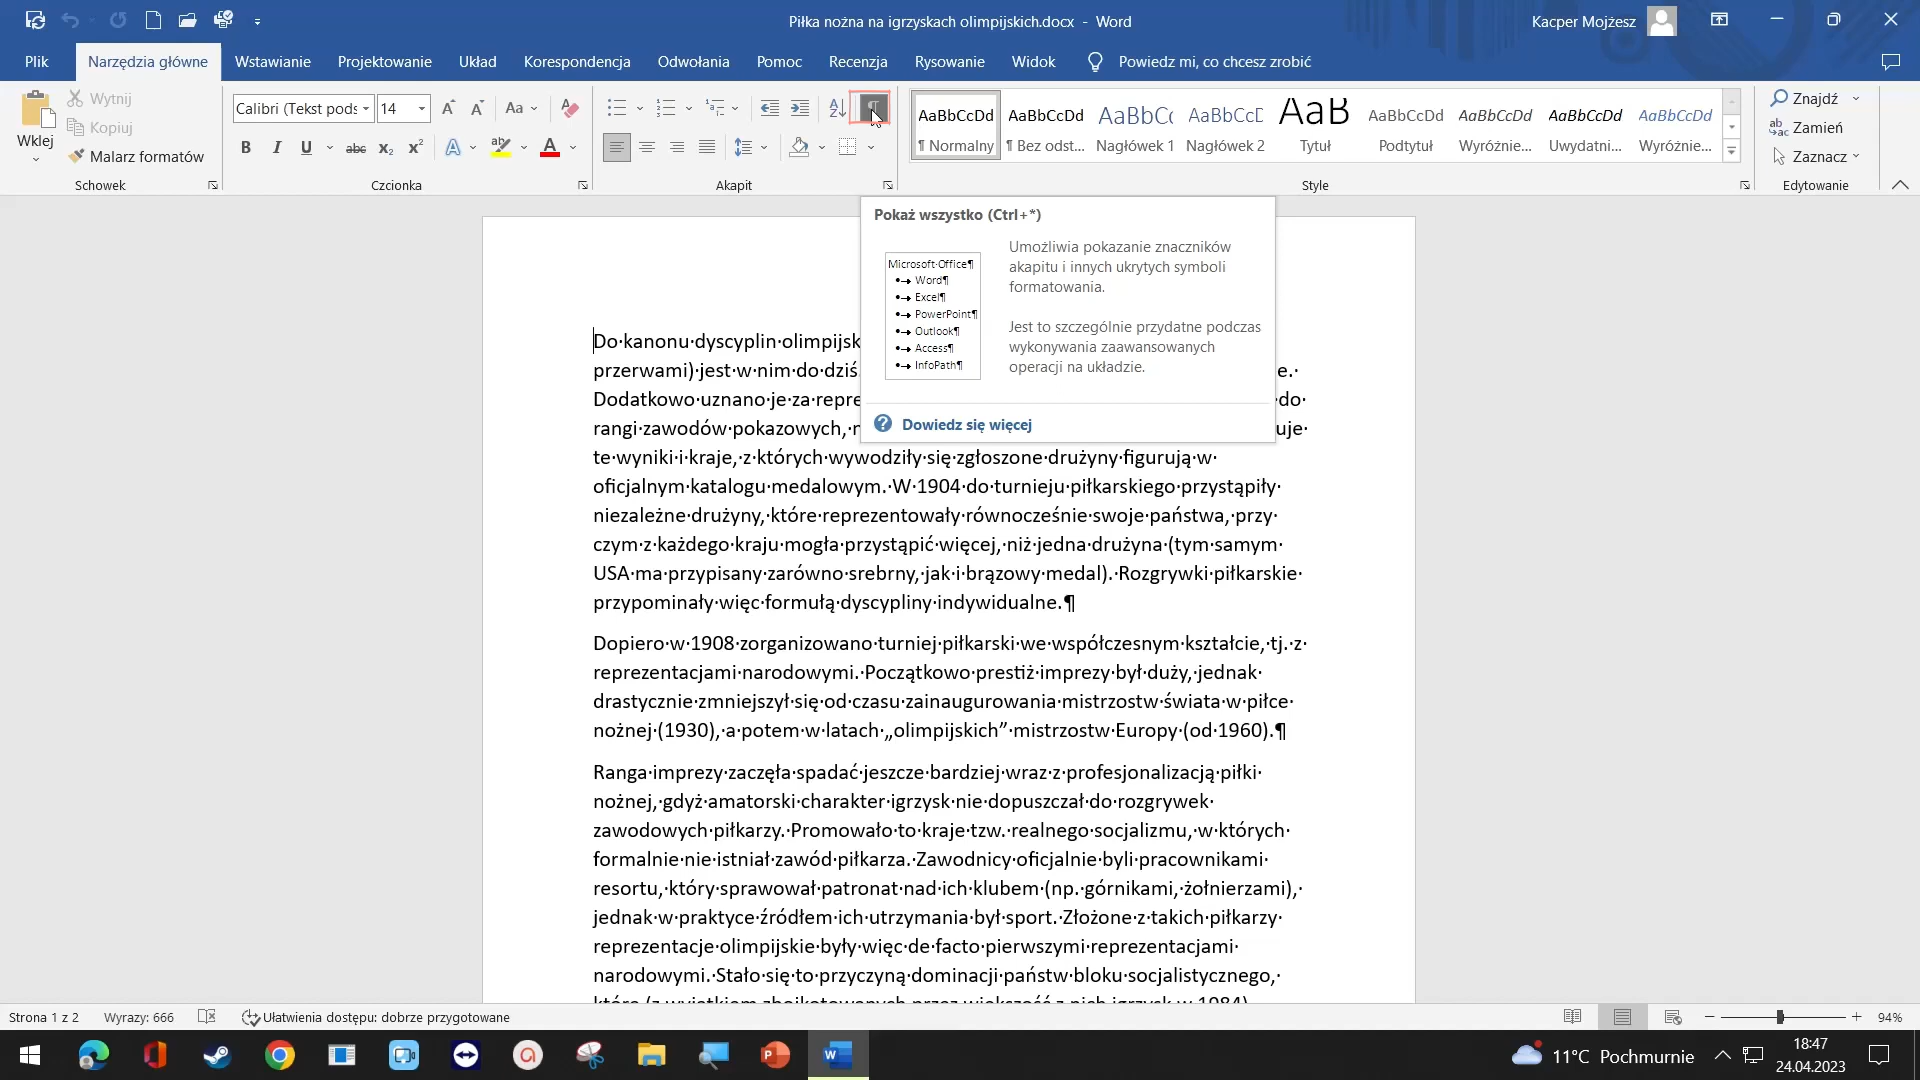 Piłka nożna na igrzyskach olimpijskich.docx - Word
Kacper Mojżesz
Plik
Narzędzia główne
Wstawianie
Projektowanie
Układ
Korespondencja
Odwołania
Pomoc
Recenzja
Rysowanie
Widok
Powiedz mi, co chcesz zrobić
Wklej
Wytnij
Kopiuj
Malarz formatów
Schowek
Calibri (Tekst pods
14
Czcionka
Akapit
AaBbCcDd AaBbCcDd AaBbCc AaBbCcD AaB AaBbCcDd AaBbCcDd AaBbCcDd AaBbCcDd
¶ Normalny ¶ Bez odst... Nagłówek 1 Nagłówek 2 Tytuł Podtytuł Wyróżnie... Uwydatni... Wyróżnie...
Style
Znajdź
Zamień
Zaznacz
Edytowanie
Pokaż wszystko (Ctrl+*)
Microsoft·Office¶
Word¶
Excel¶
PowerPoint¶
Outlook¶
Access¶
InfoPath¶
Umożliwia pokazanie znaczników
akapitu i innych ukrytych symboli
formatowania.
Jest to szczególnie przydatne podczas
wykonywania zaawansowanych
operacji na układzie.
Dowiedz się więcej
Do·kanonu·dyscyplin·olimpijsk
przerwami)·jest·w·nim·do·dziś. e.·
Dodatkowo·uznano·je·za·repre ·do·
rangi·zawodów·pokazowych,· uje·
te·wyniki·i·kraje,·z·których·wywodziły·się·zgłoszone·drużyny·figurują·w·
oficjalnym·katalogu·medalowym.·W·1904·do·turnieju·piłkarskiego·przystąpiły·
niezależne·drużyny,·które·reprezentowały·równocześnie·swoje·państwa,·przy·
czym·z·każdego·kraju·mogła·przystąpić·więcej,·niż·jedna·drużyna·(tym·samym·
USA·ma·przypisany·zarówno·srebrny,·jak·i·brązowy·medal).·Rozgrywki·piłkarskie·
przypominały·więc·formułą·dyscypliny·indywidualne.¶
Dopiero·w·1908·zorganizowano·turniej·piłkarski·we·współczesnym·kształcie,·tj.·z·
reprezentacjami·narodowymi.·Początkowo·prestiż·imprezy·był·duży,·jednak·
drastycznie·zmniejszył·się·od·czasu·zainaugurowania·mistrzostw·świata·w·piłce·
nożnej·(1930),·a·potem·w·latach·„olimpijskich”·mistrzostw·Europy·(od·1960).¶
Ranga·imprezy·zaczęła·spadać·jeszcze·bardziej·wraz·z·profesjonalizacją·piłki·
nożnej,·gdyż·amatorski·charakter·igrzysk·nie·dopuszczał·do·rozgrywek·
zawodowych·piłkarzy.·Promowało·to·kraje·tzw.·realnego·socjalizmu,·w·których·
formalnie·nie·istniał·zawód·piłkarza.·Zawodnicy·oficjalnie·byli·pracownikami·
resortu,·który·sprawował·patronat·nad·ich·klubem·(np.·górnikami,·żołnierzami),·
jednak·w·praktyce·źródłem·ich·utrzymania·był·sport.·Złożone·z·takich·piłkarzy·
reprezentacje·olimpijskie·były·więc·de·facto·pierwszymi·reprezentacjami·
narodowymi.·Stało·się·to·przyczyną·dominacji·państw·bloku·socjalistycznego,·
które·(z·wyjątkiem·zbojkotowanych·przez·większość·z·nich·igrzysk·w·1984)·
Strona 1 z 2
Wyrazy: 666
Ułatwienia dostępu: dobrze przygotowane
94%
11°C Pochmurnie
18:47
24.04.2023